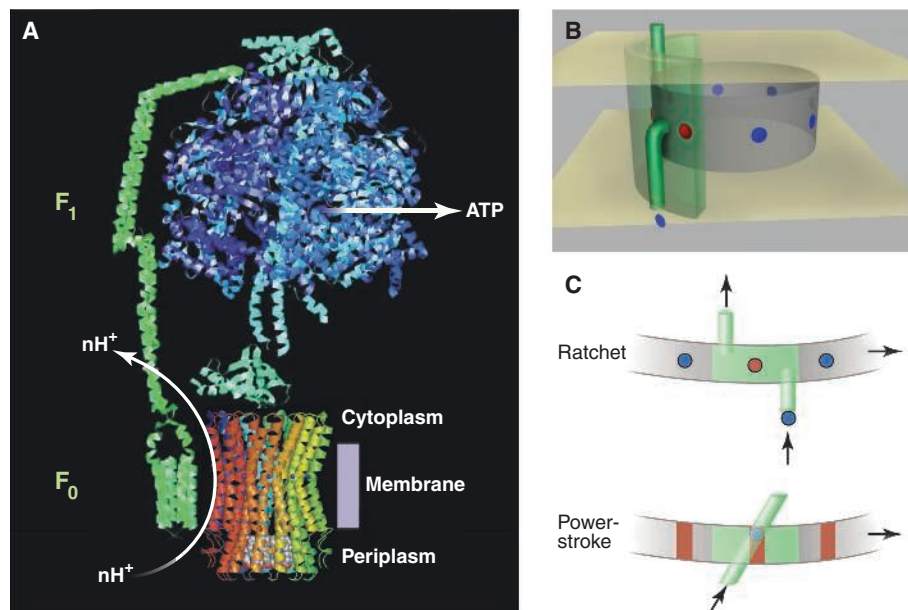 A
F1
ATP
nH+
Cytoplasm
F0
Membrane
Periplasm
nH+
B
C
Ratchet
Power-
stroke